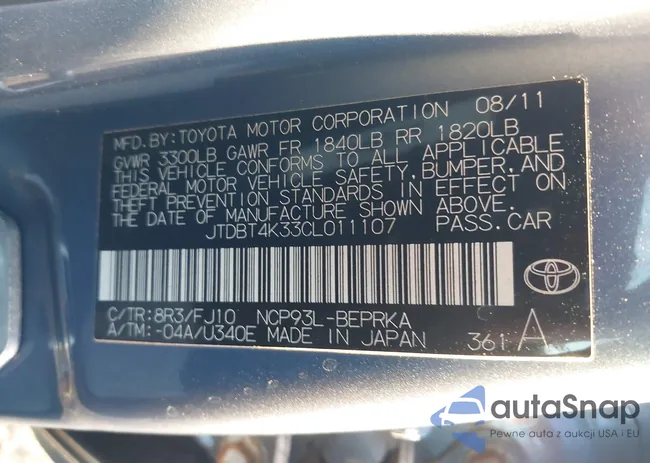 MFD. BY: TOYOTA MOTOR CORPORATION 08/11
GVWR 3300LB GAWR FR 1840LB RR 1820LB
THIS VEHICLE CONFORMS TO ALL APPLICABLE
FEDERAL MOTOR VEHICLE SAFETY, BUMPER, AND
THEFT PREVENTION STANDARDS IN EFFECT ON
THE DATE OF MANUFACTURE SHOWN ABOVE.
JTDBT4K33CL011107 PASS.CAR
C/TR: 8R3/FJ10 NCP93L-BEPRKA
A/TM: -04A/U340E MADE IN JAPAN 361 A
autaSnap
Pewne auta z aukcji USA i EU